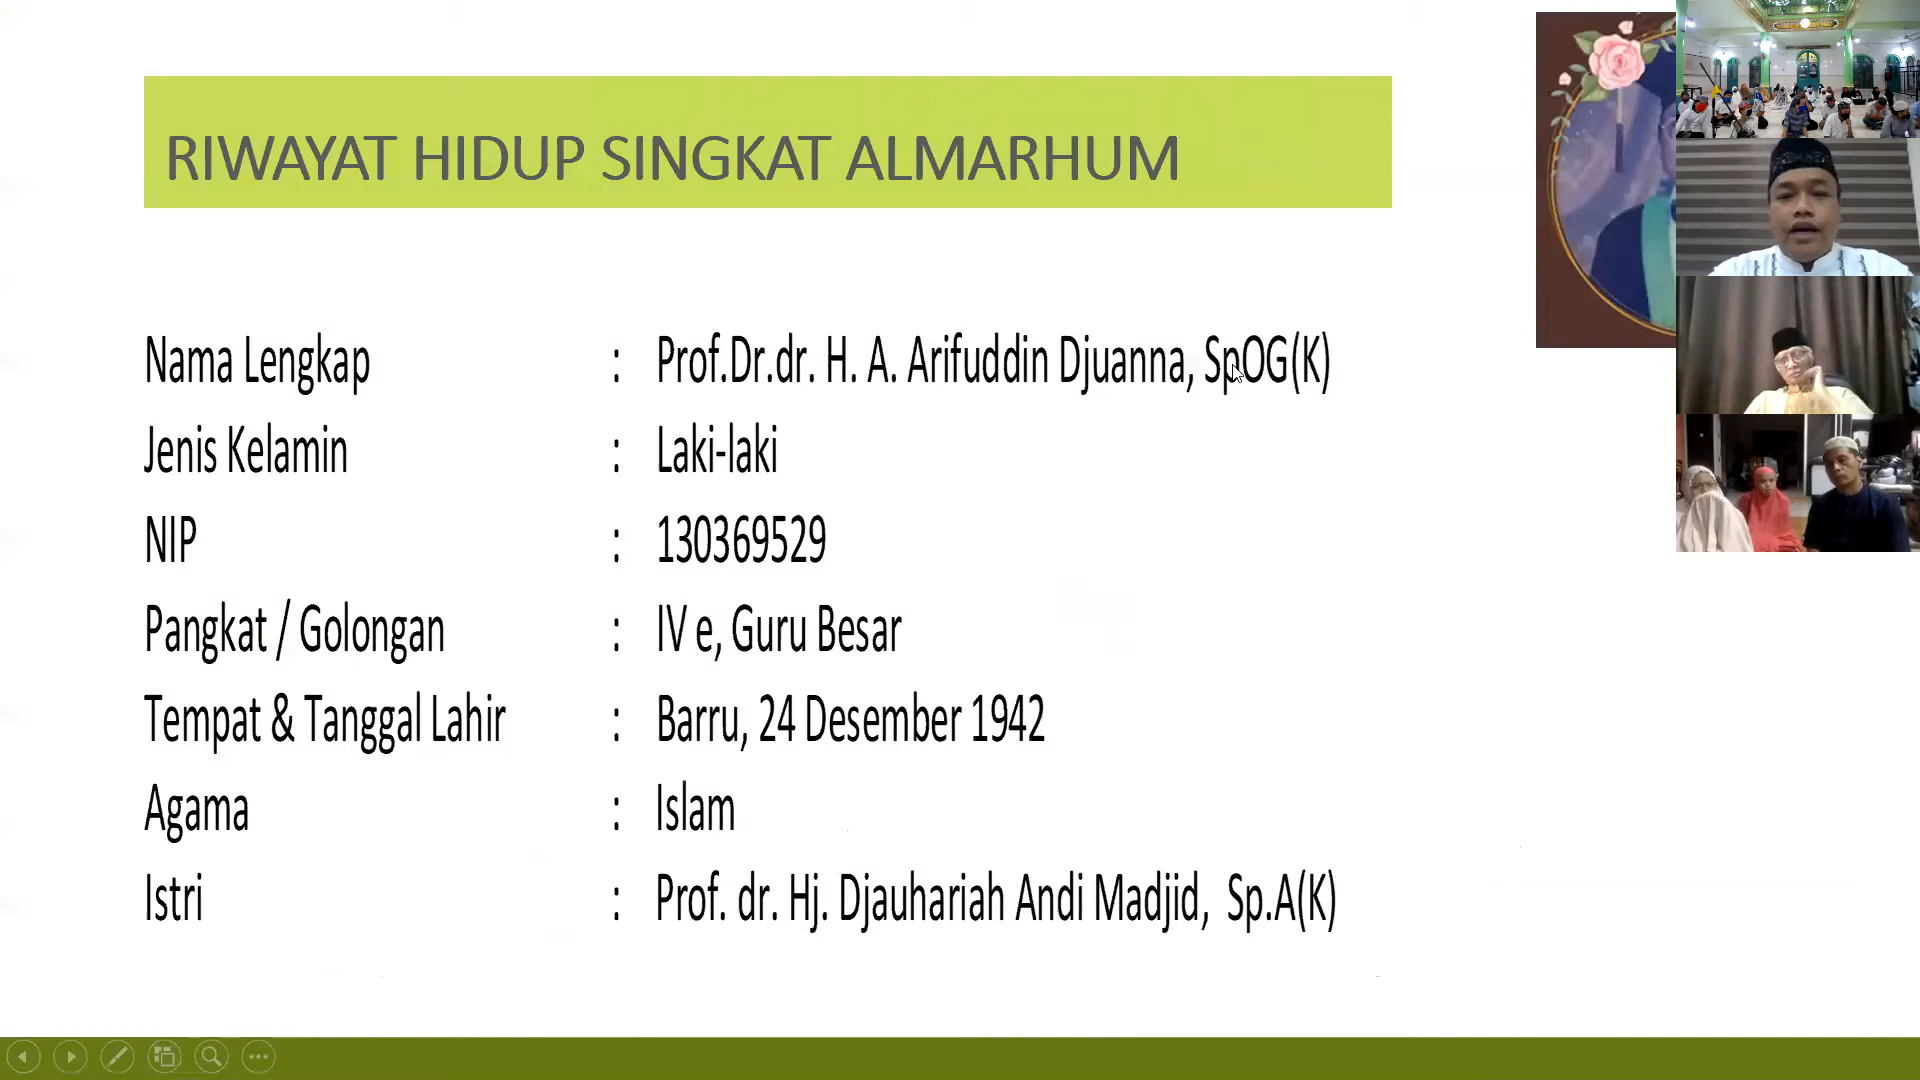 RIWAYAT HIDUP SINGKAT ALMARHUM
Nama Lengkap : Prof.Dr.dr. H. A. Arifuddin Djuanna, SpOG(K)
Jenis Kelamin : Laki-laki
NIP : 130369529
Pangkat / Golongan : IV e, Guru Besar
Tempat & Tanggal Lahir : Barru, 24 Desember 1942
Agama : Islam
Istri : Prof. dr. Hj. Djauhariah Andi Madjid, Sp.A(K)